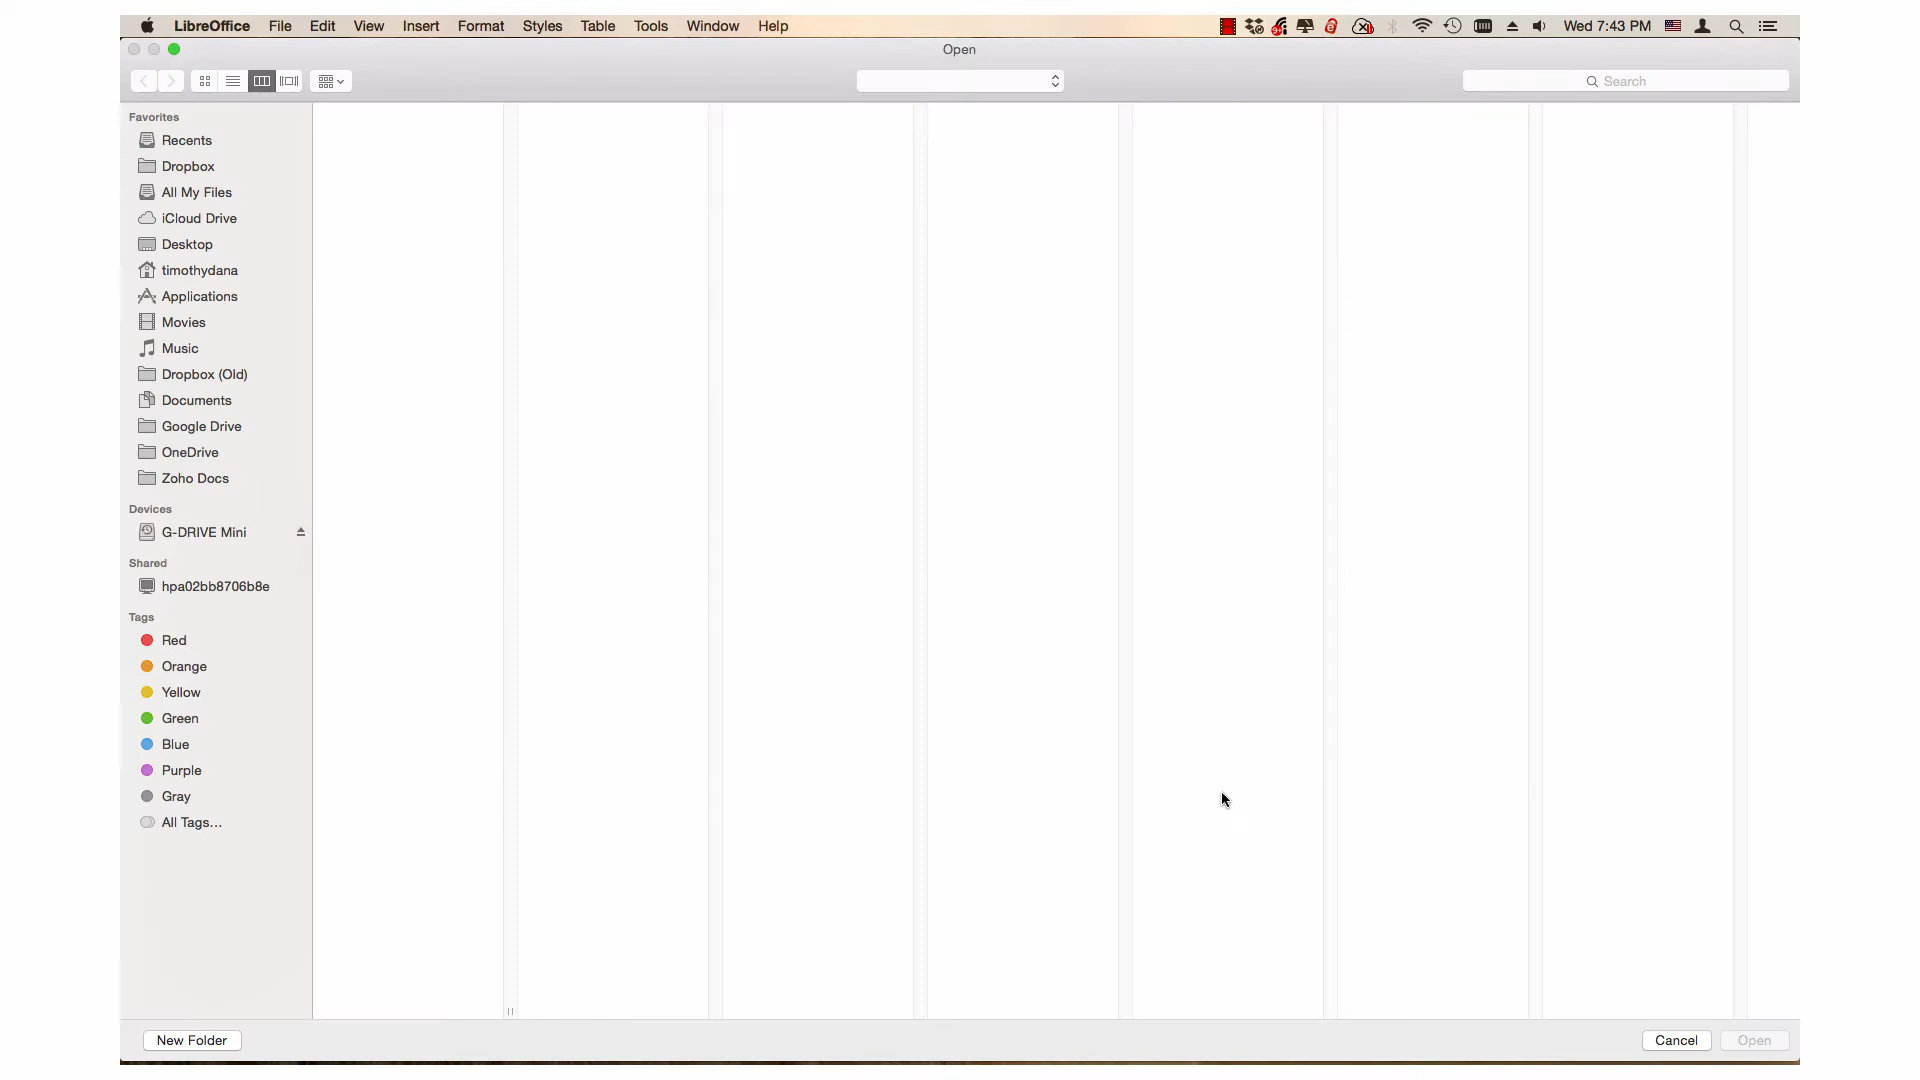 LibreOffice File Edit View Insert Format Styles Table Tools Window Help Wed 7:43 PM
Open
Search
Favorites
Recents
Dropbox
All My Files
iCloud Drive
Desktop
timothydana
Applications
Movies
Music
Dropbox (Old)
Documents
Google Drive
OneDrive
Zoho Docs
Devices
G-DRIVE Mini
Shared
hpa02bb8706b8e
Tags
Red
Orange
Yellow
Green
Blue
Purple
Gray
All Tags...
New Folder Cancel Open